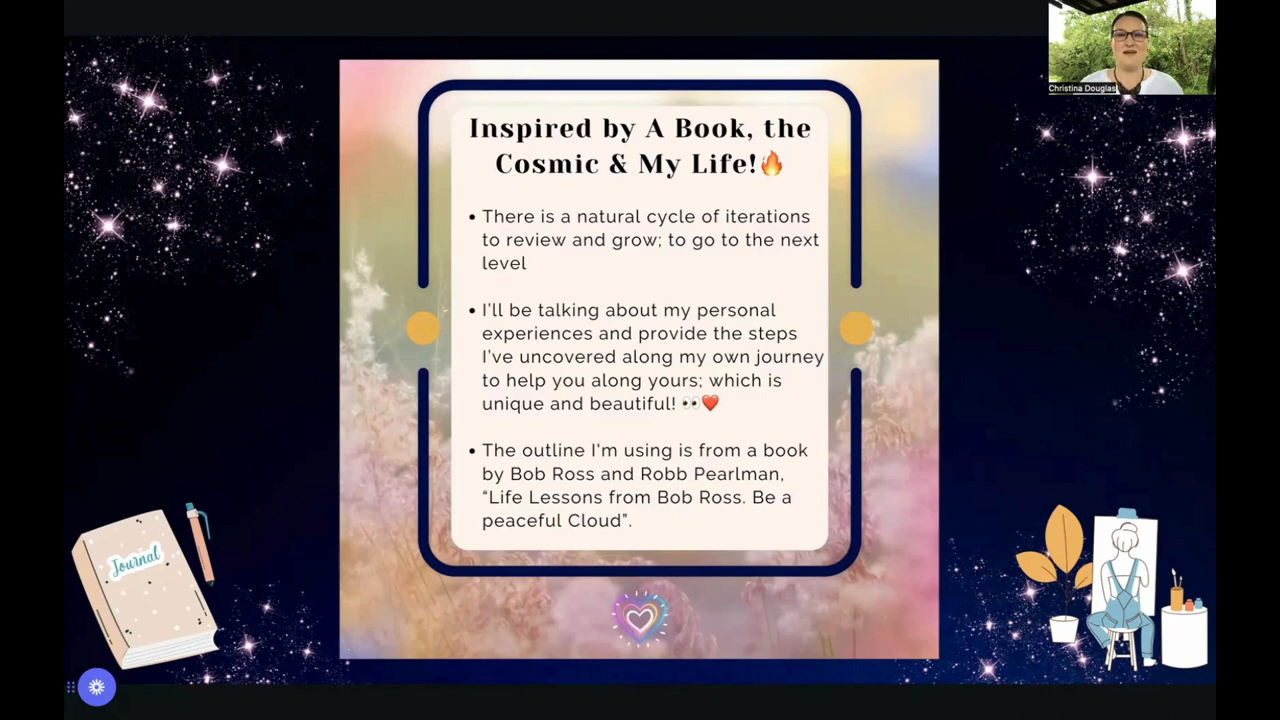 Christina Douglas
Inspired by A Book, the
Cosmic & My Life!🔥
• There is a natural cycle of iterations
to review and grow; to go to the next
level
• I'll be talking about my personal
experiences and provide the steps
I've uncovered along my own journey
to help you along yours; which is
unique and beautiful! 👀❤️
• The outline I'm using is from a book
by Bob Ross and Robb Pearlman,
“Life Lessons from Bob Ross. Be a
peaceful Cloud”.
Journal